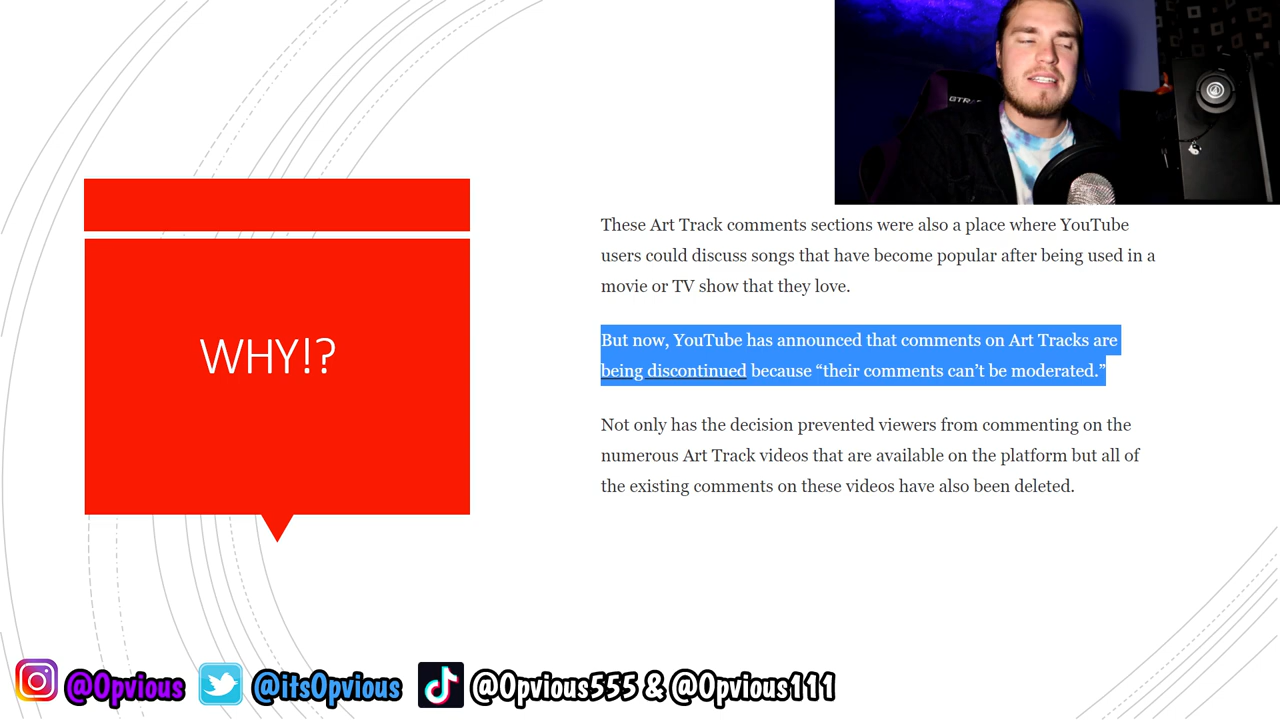 GTR
These Art Track comments sections were also a place where YouTube
users could discuss songs that have become popular after being used in a
movie or TV show that they love.
WHY!?
But now, YouTube has announced that comments on Art Tracks are
being discontinued because “their comments can’t be moderated.”
Not only has the decision prevented viewers from commenting on the
numerous Art Track videos that are available on the platform but all of
the existing comments on these videos have also been deleted.
@Opvious
@itsOpvious
@Opvious555 & @Opvious111